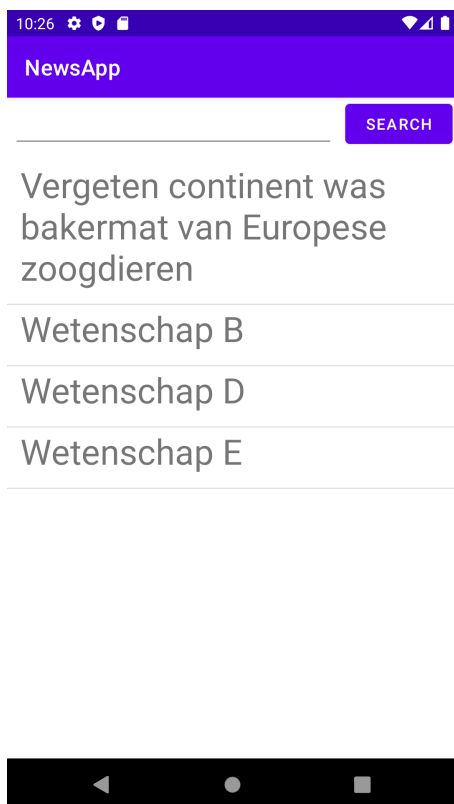 10:26
NewsApp
SEARCH
Vergeten continent was
bakermat van Europese
zoogdieren
Wetenschap B
Wetenschap D
Wetenschap E